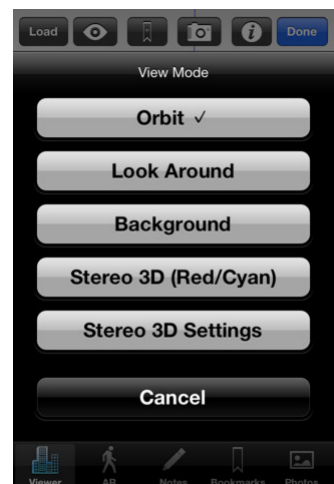 Load
Done
View Mode
Orbit ✓
Look Around
Background
Stereo 3D (Red/Cyan)
Stereo 3D Settings
Cancel
Viewer
AR
Notes
Bookmarks
Photos